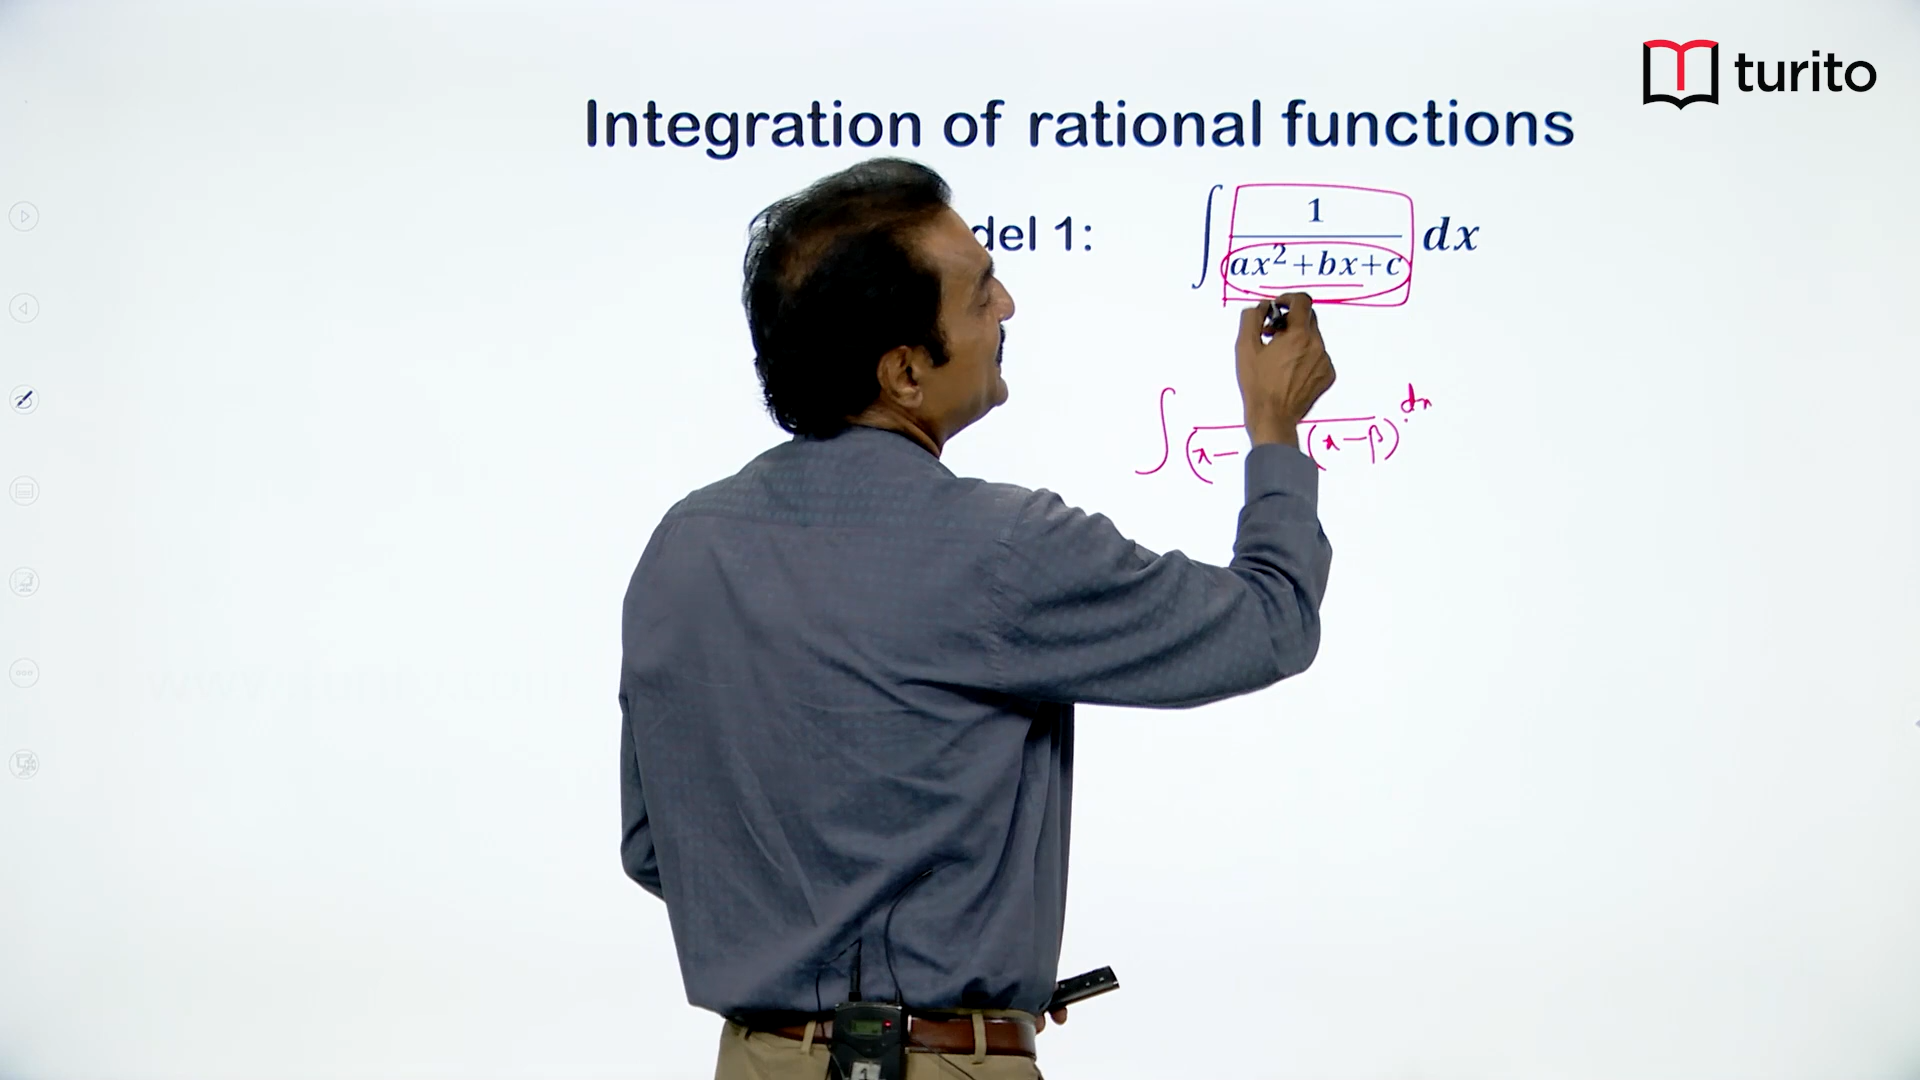 turito
Integration of rational functions
del 1: ∫ 1/(ax²+bx+c) dx
∫ (x− (x−β) dx